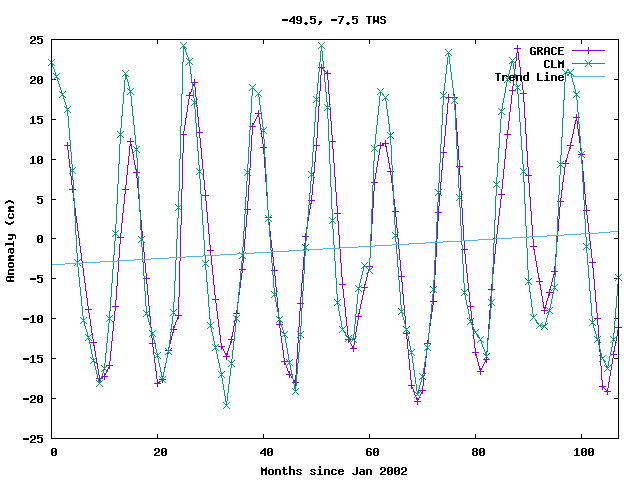 -49.5, -7.5 TWS
GRACE
CLM
Trend Line
25
20
15
10
5
0
-5
-10
-15
-20
-25
Anomaly (cm)
0 20 40 60 80 100
Months since Jan 2002